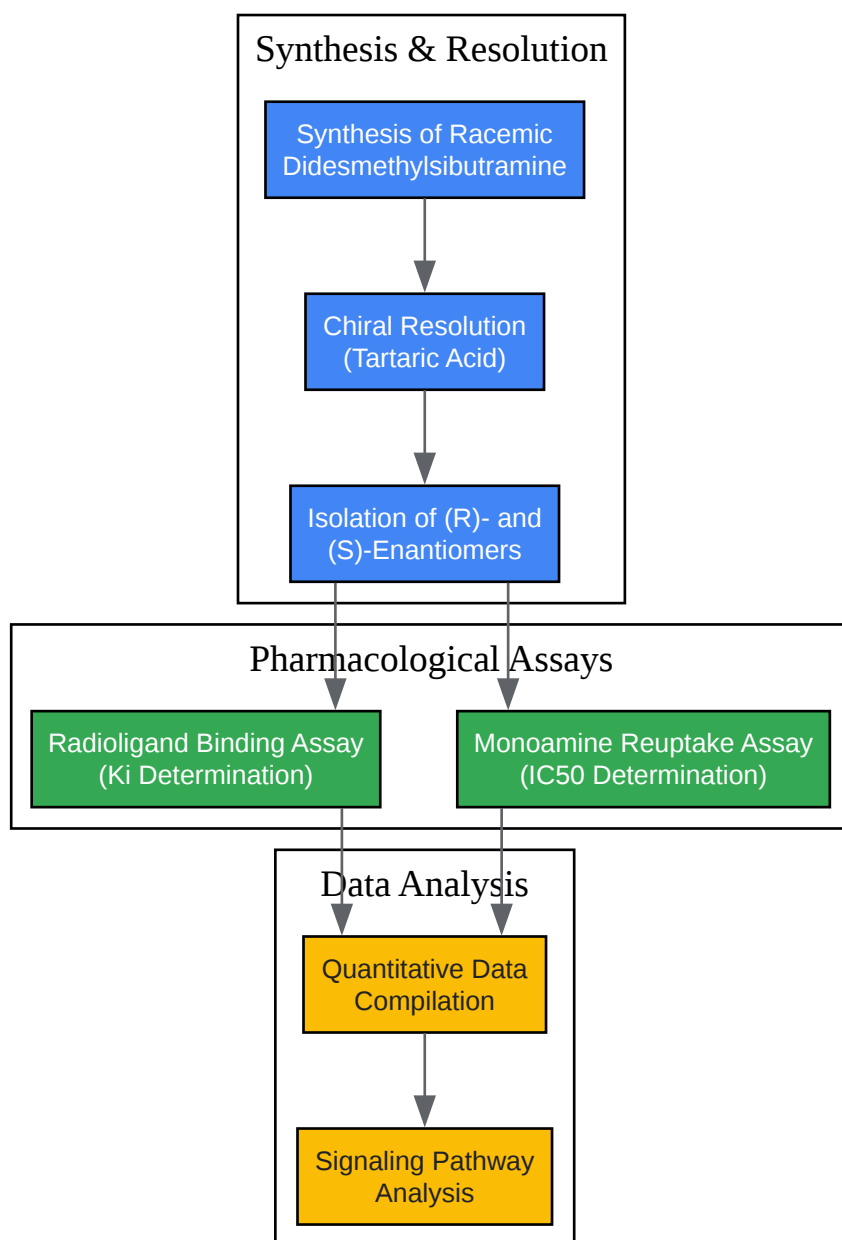 Synthesis & Resolution
Synthesis of Racemic
Didesmethylsibutramine
Chiral Resolution
(Tartaric Acid)
Isolation of (R)- and
(S)-Enantiomers
Pharmacological Assays
Radioligand Binding Assay
(Ki Determination)
Monoamine Reuptake Assay
(IC50 Determination)
Data Analysis
Quantitative Data
Compilation
Signaling Pathway
Analysis